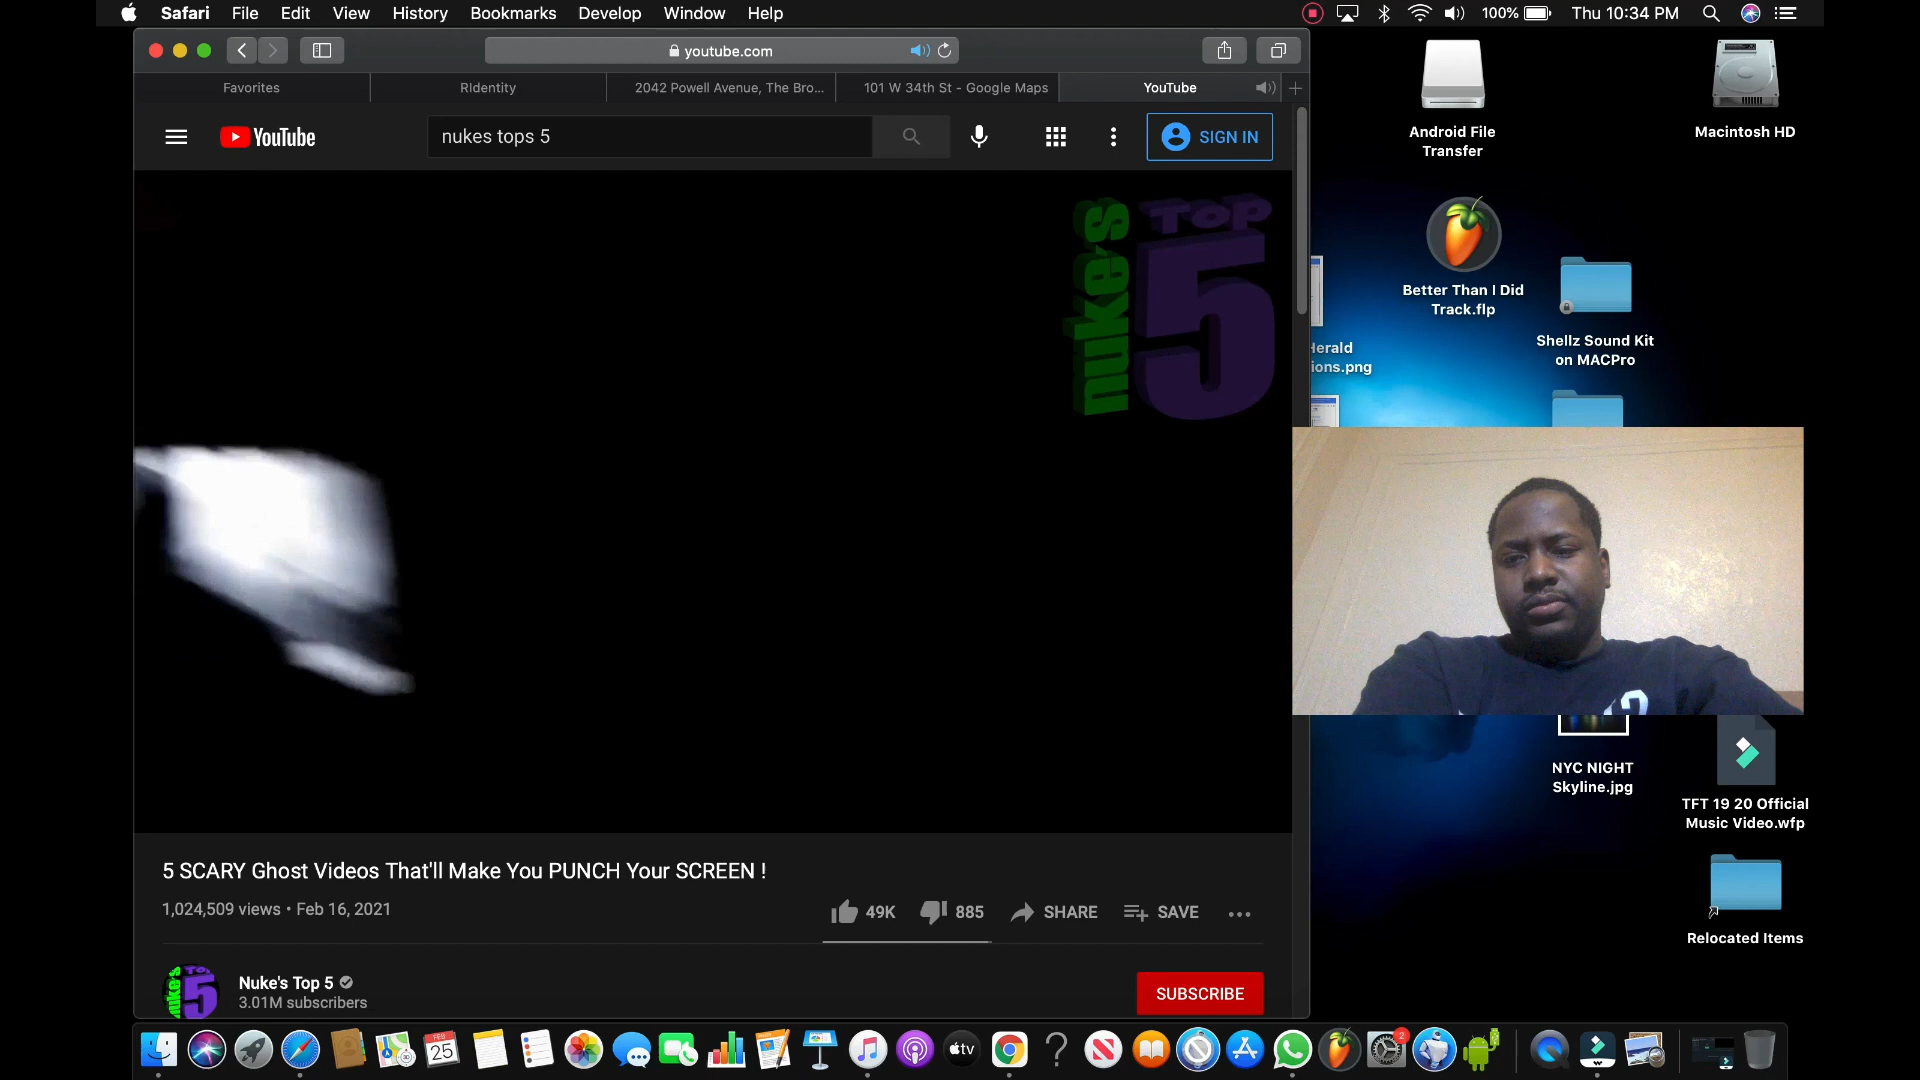 Safari File Edit View History Bookmarks Develop Window Help
100% Thu 10:34 PM
youtube.com
Favorites
RIdentity
2042 Powell Avenue, The Bro...
101 W 34th St - Google Maps
YouTube
YouTube
nukes tops 5
SIGN IN
nuke's
Top
5
5 SCARY Ghost Videos That'll Make You PUNCH Your SCREEN !
1,024,509 views • Feb 16, 2021
49K
885
SHARE
SAVE
Nuke's Top 5
3.01M subscribers
SUBSCRIBE
Android File
Transfer
Macintosh HD
Better Than I Did
Track.flp
Shellz Sound Kit
on MACPro
Herald
ions.png
NYC NIGHT
Skyline.jpg
TFT 19 20 Official
Music Video.wfp
Relocated Items
FEB
25
tv
2